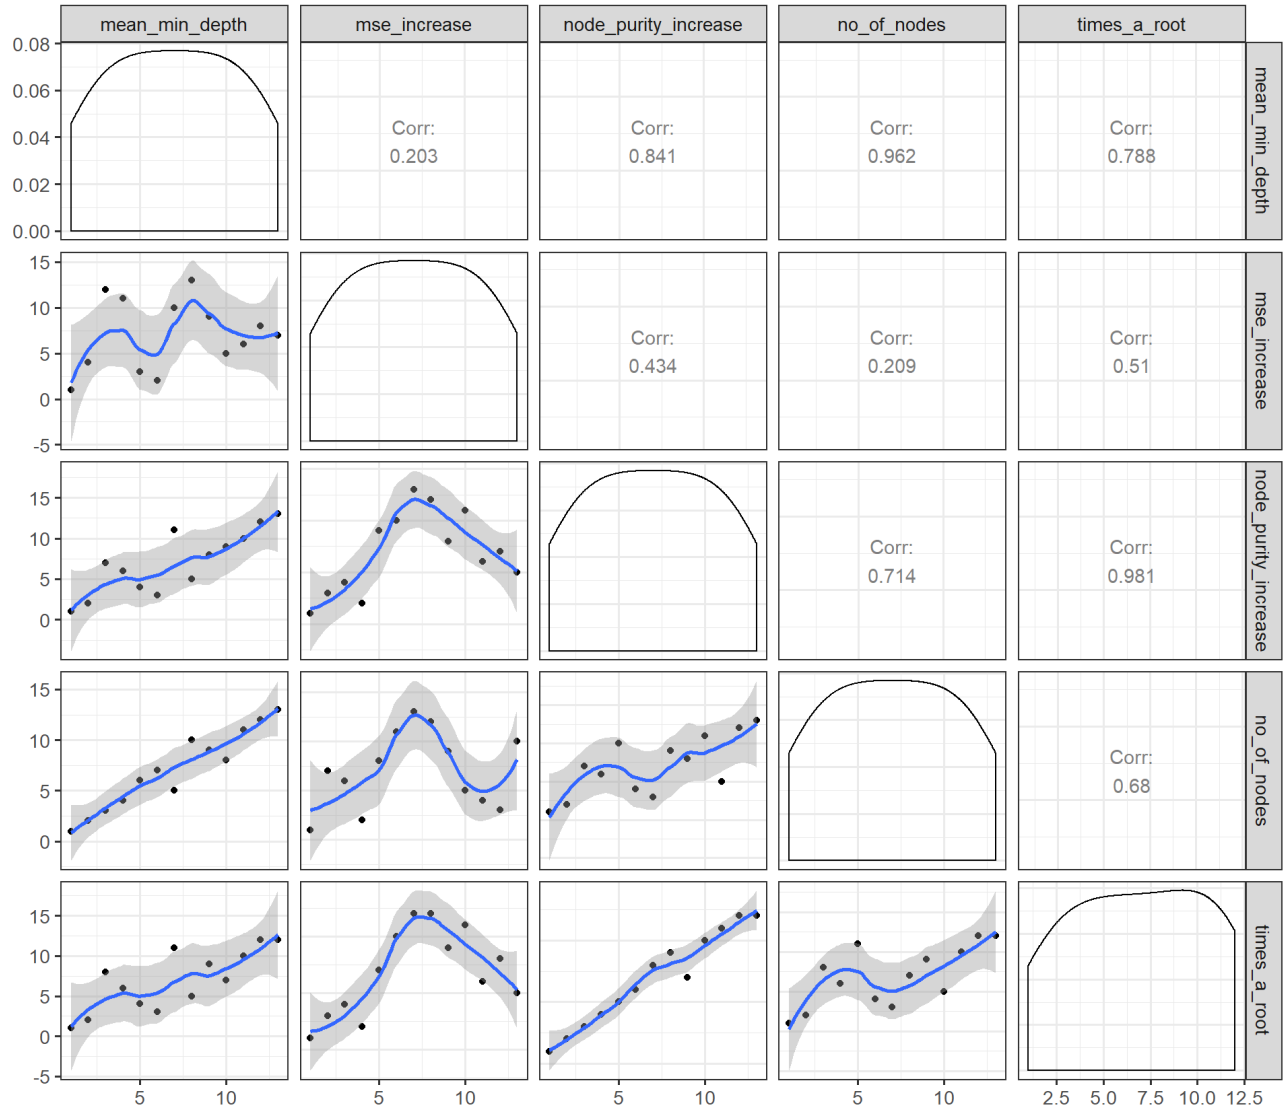 mean_min_depth mse_increase node_purity_increase no_of_nodes times_a_root
0.08
0.06
0.04
0.02
0.00
Corr:
0.203
Corr:
0.841
Corr:
0.962
Corr:
0.788
mean_min_depth
15
10
5
0
-5
Corr:
0.434
Corr:
0.209
Corr:
0.51
mse_increase
15
10
5
0
Corr:
0.714
Corr:
0.981
node_purity_increase
15
10
5
0
Corr:
0.68
no_of_nodes
15
10
5
0
-5
times_a_root
5 10 5 10 5 10 5 10 2.5 5.0 7.5 10.0 12.5